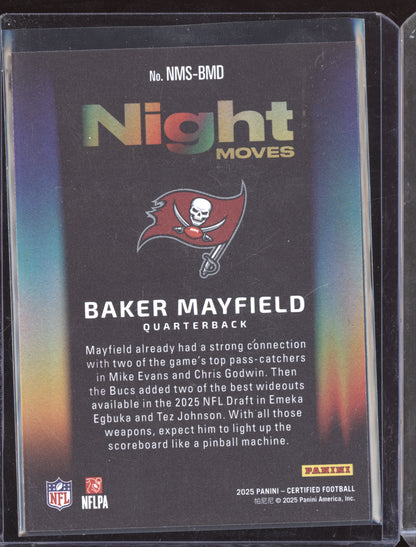 No. NMS-BMD
Night
MOVES
BAKER MAYFIELD
QUARTERBACK
Mayfield already had a strong connection
with two of the game's top pass-catchers
in Mike Evans and Chris Godwin. Then
the Bucs added two of the best wideouts
available in the 2025 NFL Draft in Emeka
Egbuka and Tez Johnson. With all those
weapons, expect him to light up the
scoreboard like a pinball machine.
PANINI
NFL
NFLPA
2025 PANINI – CERTIFIED FOOTBALL
帕尼尼 © 2025 Panini America, Inc.